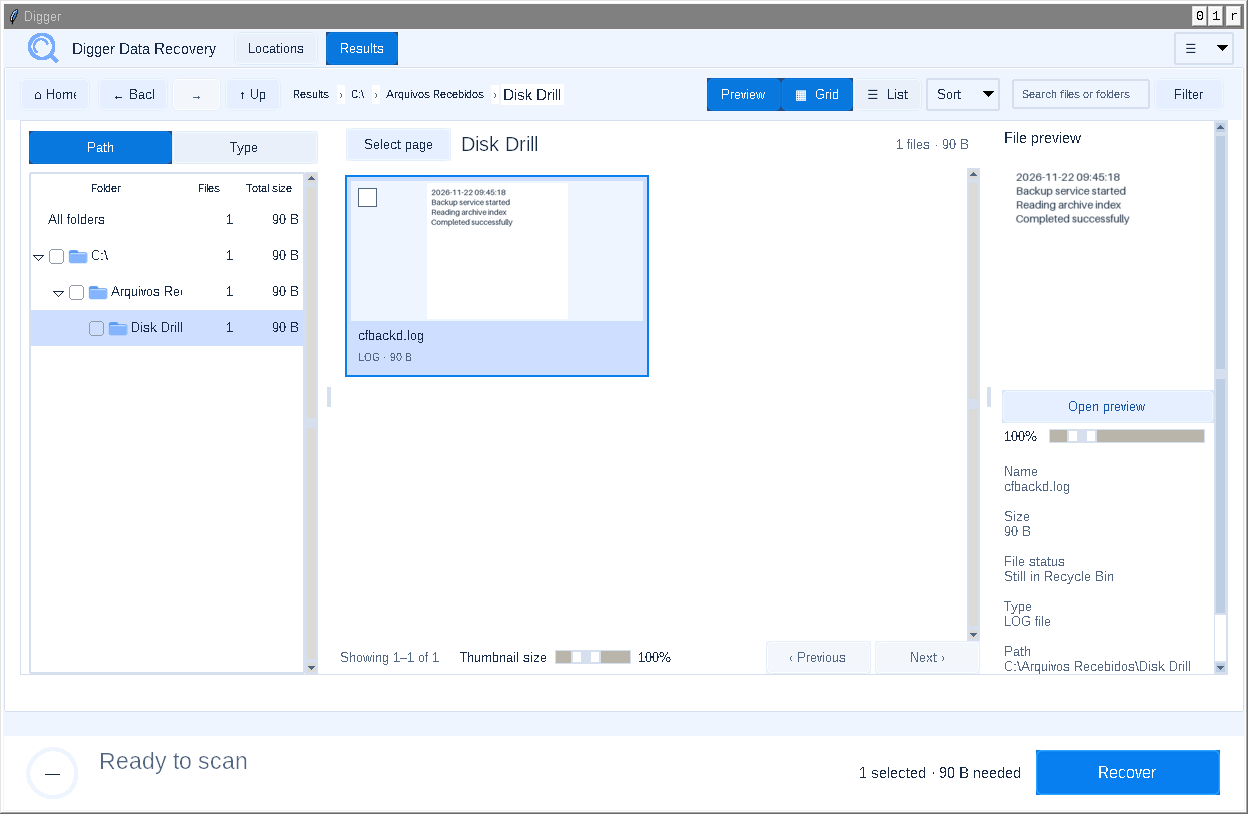 Digger
0 1 r
Digger Data Recovery
Locations
Results
☰
⌂ Home
← Bacl
→
↑ Up
Results › C:\ › Arquivos Recebidos › Disk Drill
Preview
▦ Grid
☰ List
Sort
Search files or folders
Filter
Path
Type
Folder Files Total size
All folders 1 90 B
C:\ 1 90 B
Arquivos Rec 1 90 B
Disk Drill 1 90 B
Select page
Disk Drill
1 files · 90 B
2026-11-22 09:45:18
Backup service started
Reading archive index
Completed successfully
cfbackd.log
LOG · 90 B
Showing 1–1 of 1
Thumbnail size
100%
‹ Previous
Next ›
File preview
2026-11-22 09:45:18
Backup service started
Reading archive index
Completed successfully
Open preview
100%
Name
cfbackd.log
Size
90 B
File status
Still in Recycle Bin
Type
LOG file
Path
C:\Arquivos Recebidos\Disk Drill
—
Ready to scan
1 selected · 90 B needed
Recover